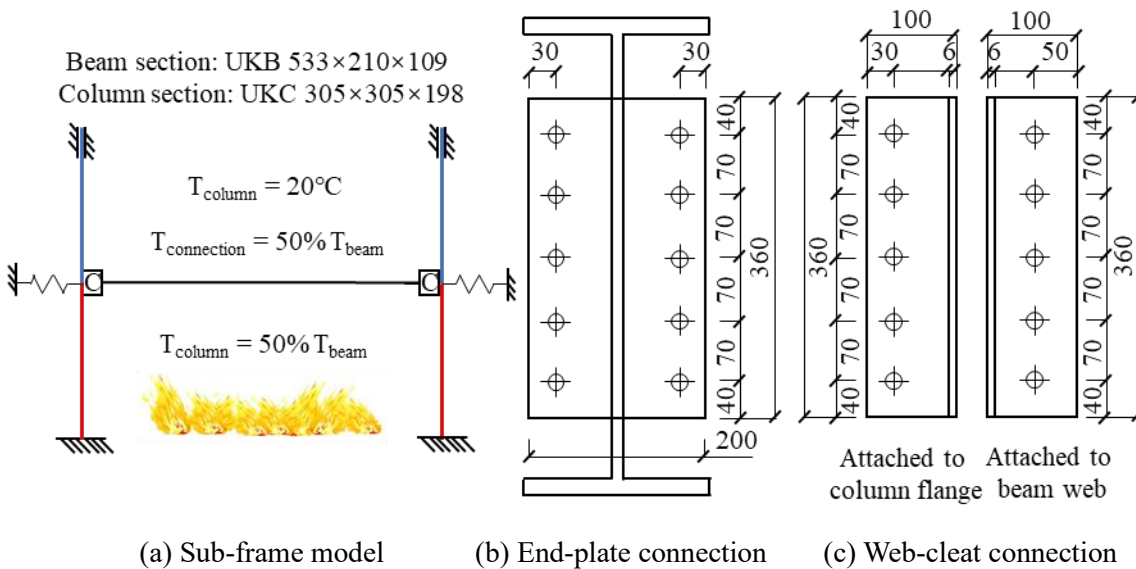 Beam section: UKB 533×210×109
Column section: UKC 305×305×198
T_column = 20°C
T_connection = 50% T_beam
C
C
T_column = 50% T_beam
30
30
40
70
70
70
70
40
360
200
100
30
6
40
70
70
70
70
40
360
100
6
50
40
70
70
70
70
40
360
Attached to
column flange
Attached to
beam web
(a) Sub-frame model
(b) End-plate connection
(c) Web-cleat connection